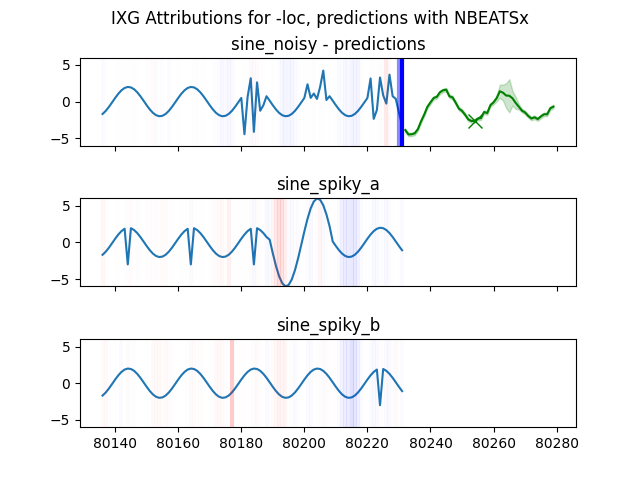 IXG Attributions for -loc, predictions with NBEATSx
sine_noisy - predictions
5
0
−5
sine_spiky_a
5
0
−5
sine_spiky_b
5
0
−5
80140 80160 80180 80200 80220 80240 80260 80280